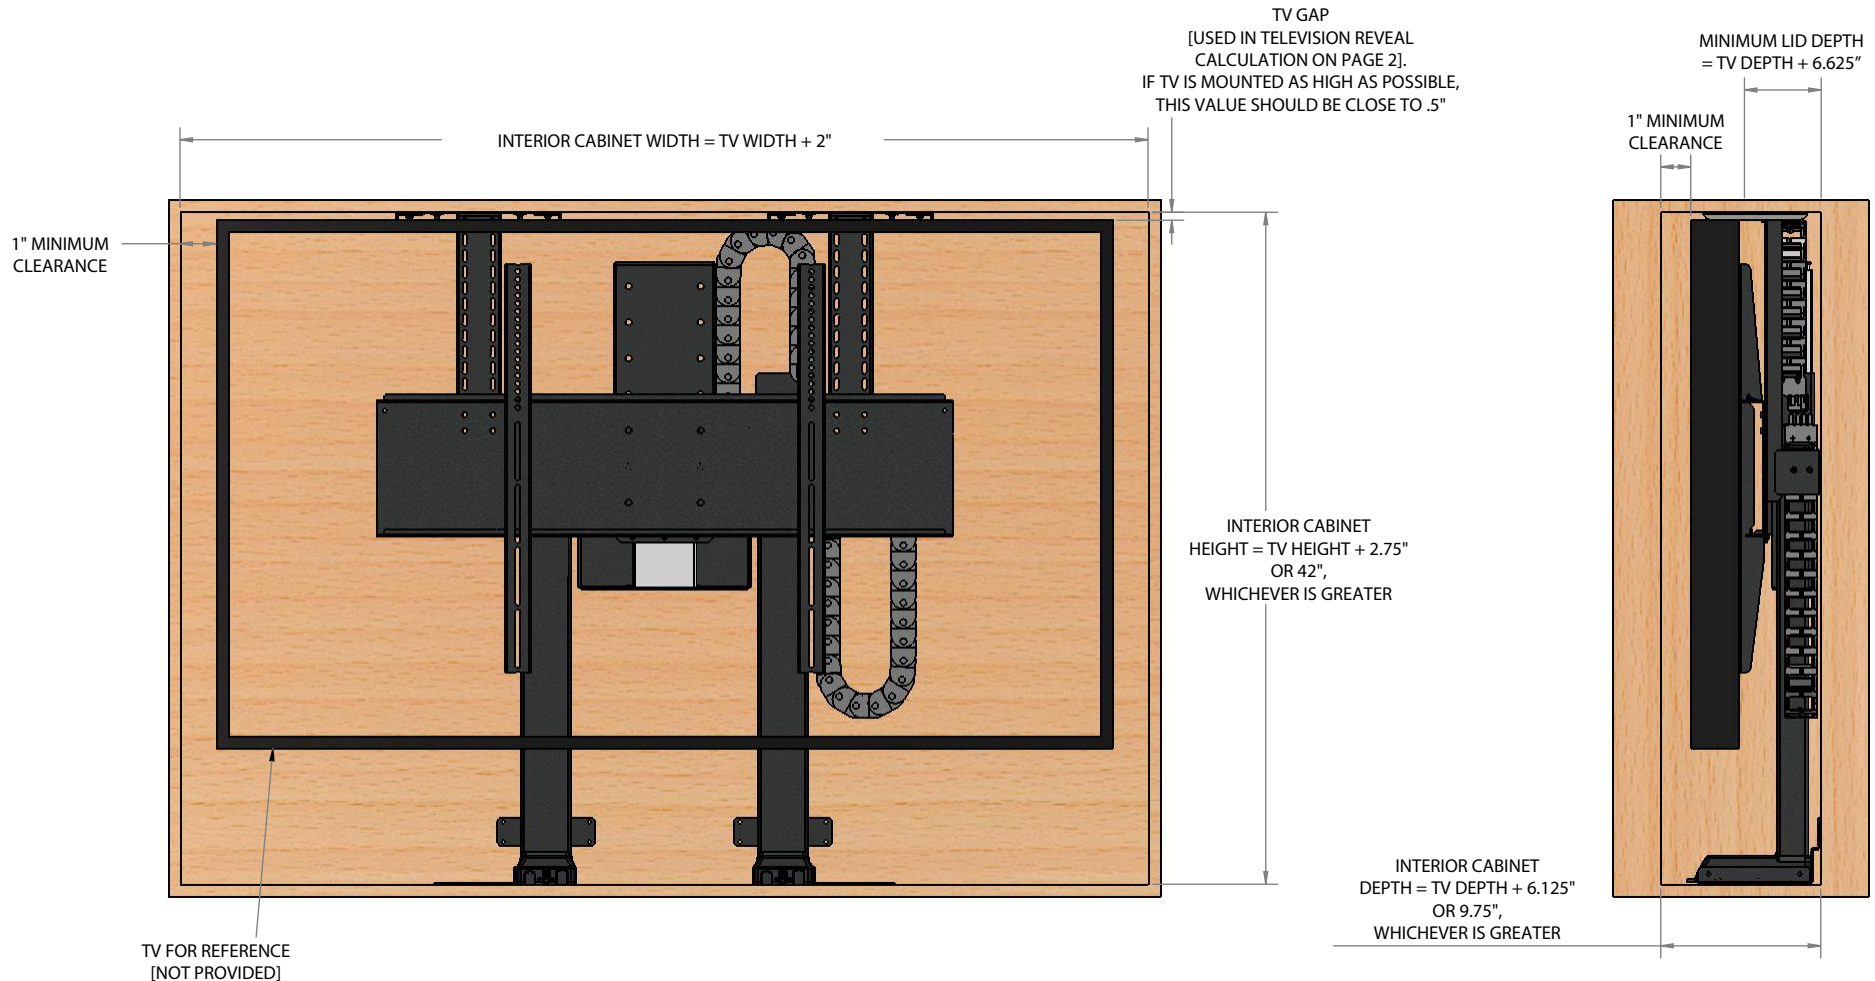 TV GAP
[USED IN TELEVISION REVEAL
CALCULATION ON PAGE 2].
IF TV IS MOUNTED AS HIGH AS POSSIBLE,
THIS VALUE SHOULD BE CLOSE TO .5"
MINIMUM LID DEPTH
= TV DEPTH + 6.625”
1" MINIMUM
CLEARANCE
INTERIOR CABINET WIDTH = TV WIDTH + 2"
1" MINIMUM
CLEARANCE
INTERIOR CABINET
HEIGHT = TV HEIGHT + 2.75"
OR 42",
WHICHEVER IS GREATER
INTERIOR CABINET
DEPTH = TV DEPTH + 6.125"
OR 9.75",
WHICHEVER IS GREATER
TV FOR REFERENCE
[NOT PROVIDED]